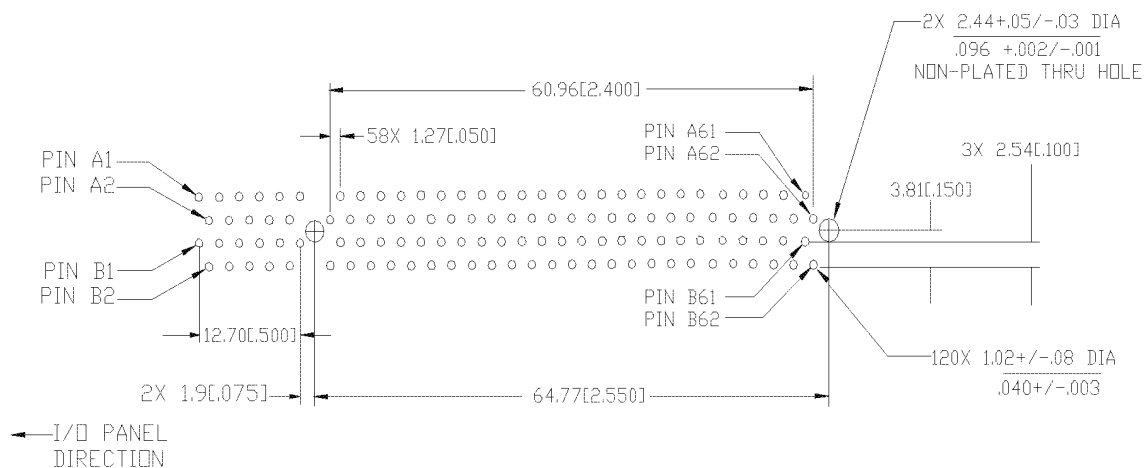 2X 2.44+.05/-.03 DIA
.096 +.002/-.001
NON-PLATED THRU HOLE
60.96[2.400]
58X 1.27[.050]
PIN A61
PIN A62
3X 2.54[.100]
PIN A1
PIN A2
3.81[.150]
PIN B1
PIN B2
PIN B61
PIN B62
12.70[.500]
120X 1.02+/-.08 DIA
.040+/-.003
2X 1.9[.075]
64.77[2.550]
I/O PANEL
DIRECTION